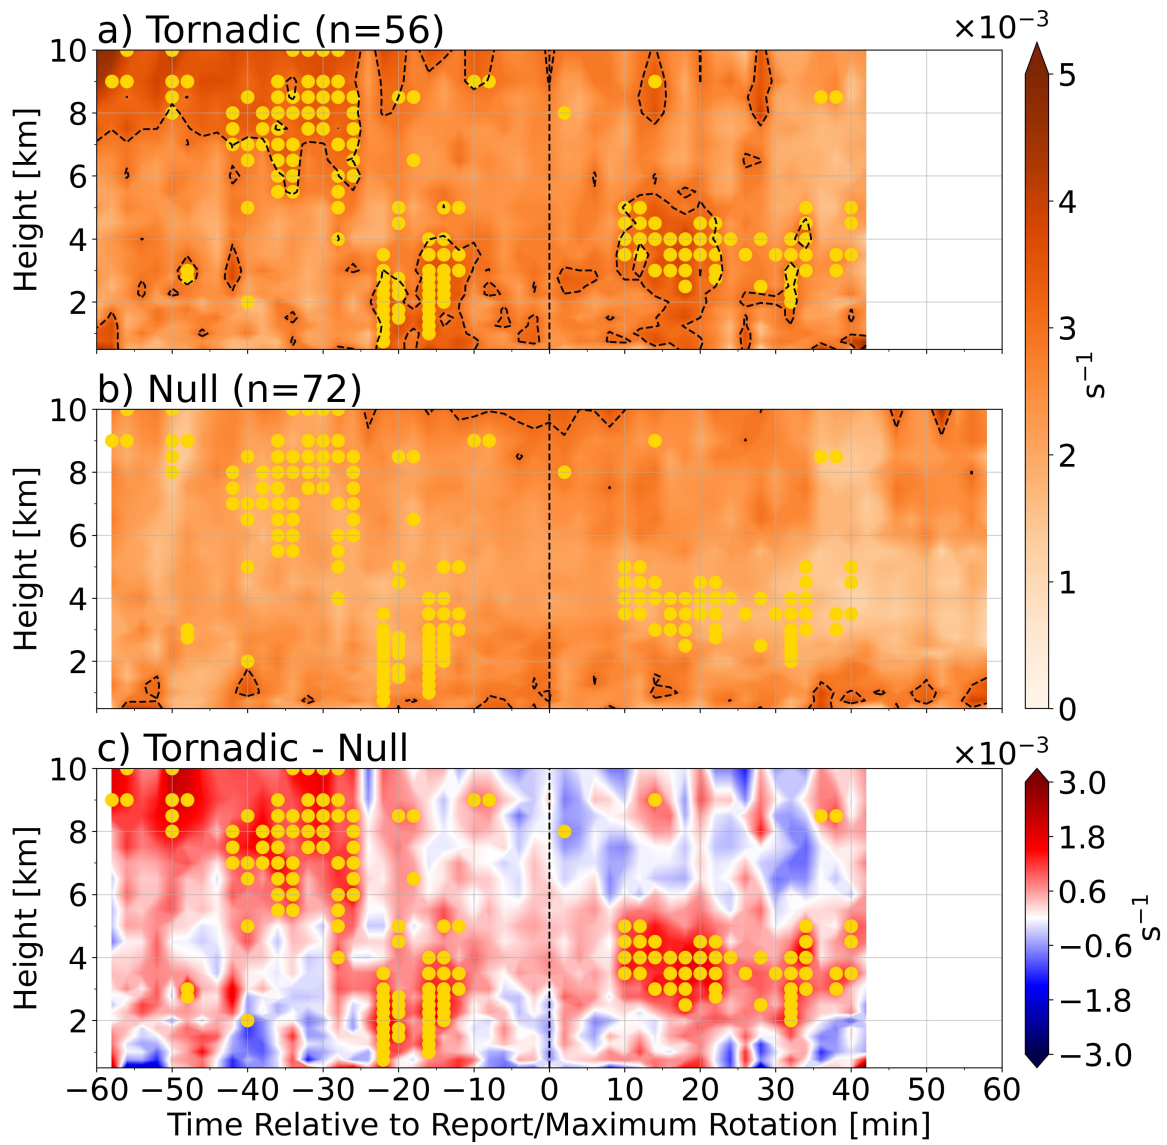 a) Tornadic (n=56)
×10⁻³
10
8
6
4
2
Height [km]
5
4
3
2
1
0
s⁻¹
b) Null (n=72)
10
8
6
4
2
Height [km]
c) Tornadic - Null
×10⁻³
10
8
6
4
2
Height [km]
3.0
1.8
0.6
−0.6
−1.8
−3.0
s⁻¹
−60 −50 −40 −30 −20 −10 0 10 20 30 40 50 60
Time Relative to Report/Maximum Rotation [min]